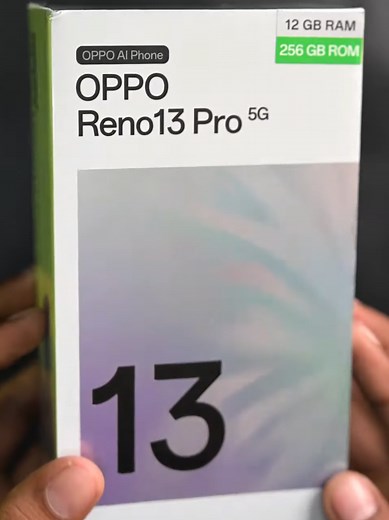 12 GB RAM
256 GB ROM
OPPO AI Phone
OPPO
Reno13 Pro 5G
13